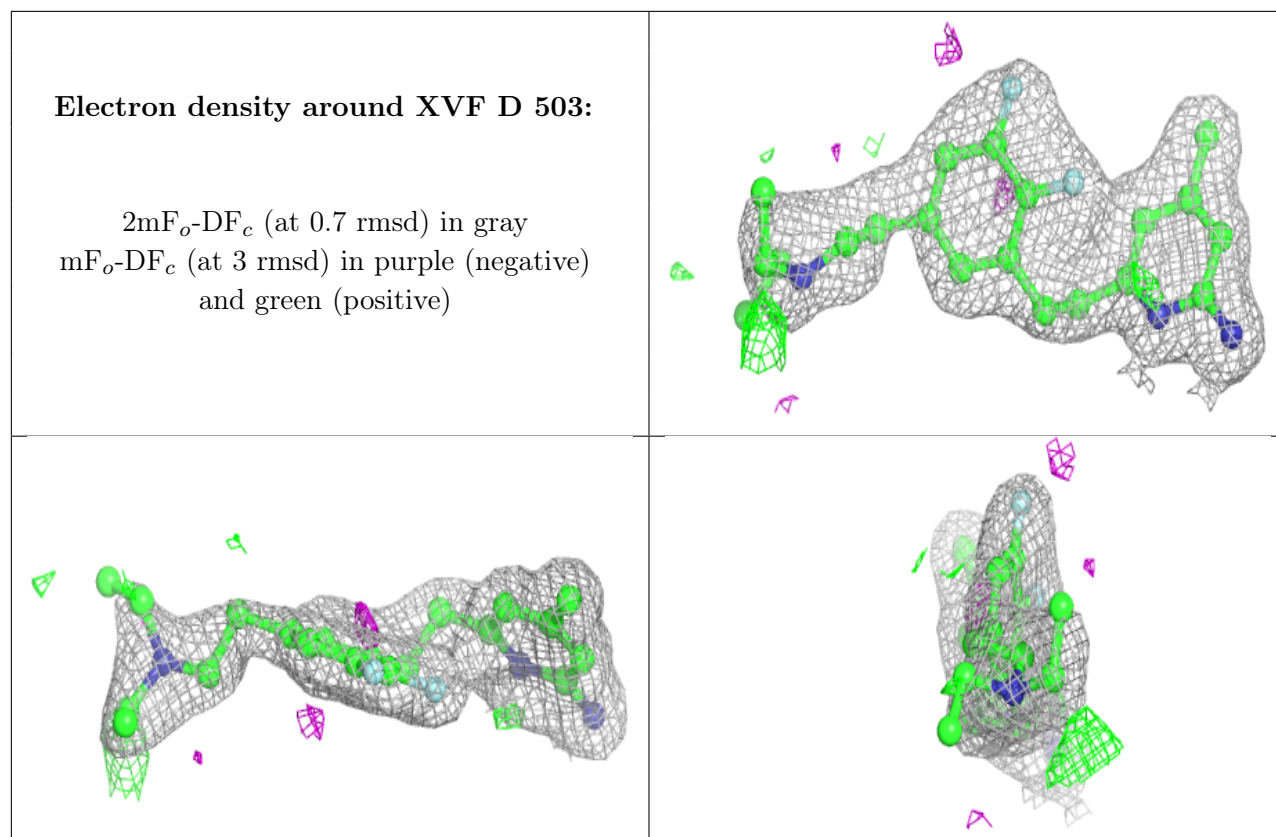 Electron density around XVF D 503:
2mFo-DFc (at 0.7 rmsd) in gray
mFo-DFc (at 3 rmsd) in purple (negative)
and green (positive)